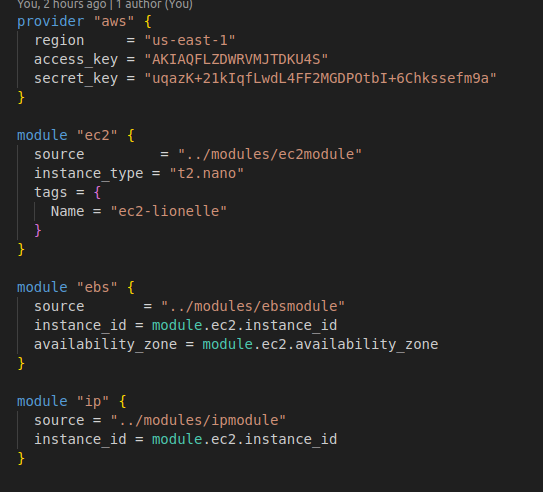 You, 2 hours ago | 1 author (You)
provider "aws" {
  region     = "us-east-1"
  access_key = "AKIAQFLZDWRVMJTDKU4S"
  secret_key = "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"
}

module "ec2" {
  source         = "../modules/ec2module"
  instance_type = "t2.nano"
  tags = {
    Name = "ec2-lionelle"
  }
}

module "ebs" {
  source       = "../modules/ebsmodule"
  instance_id = module.ec2.instance_id
  availability_zone = module.ec2.availability_zone
}

module "ip" {
  source = "../modules/ipmodule"
  instance_id = module.ec2.instance_id
}